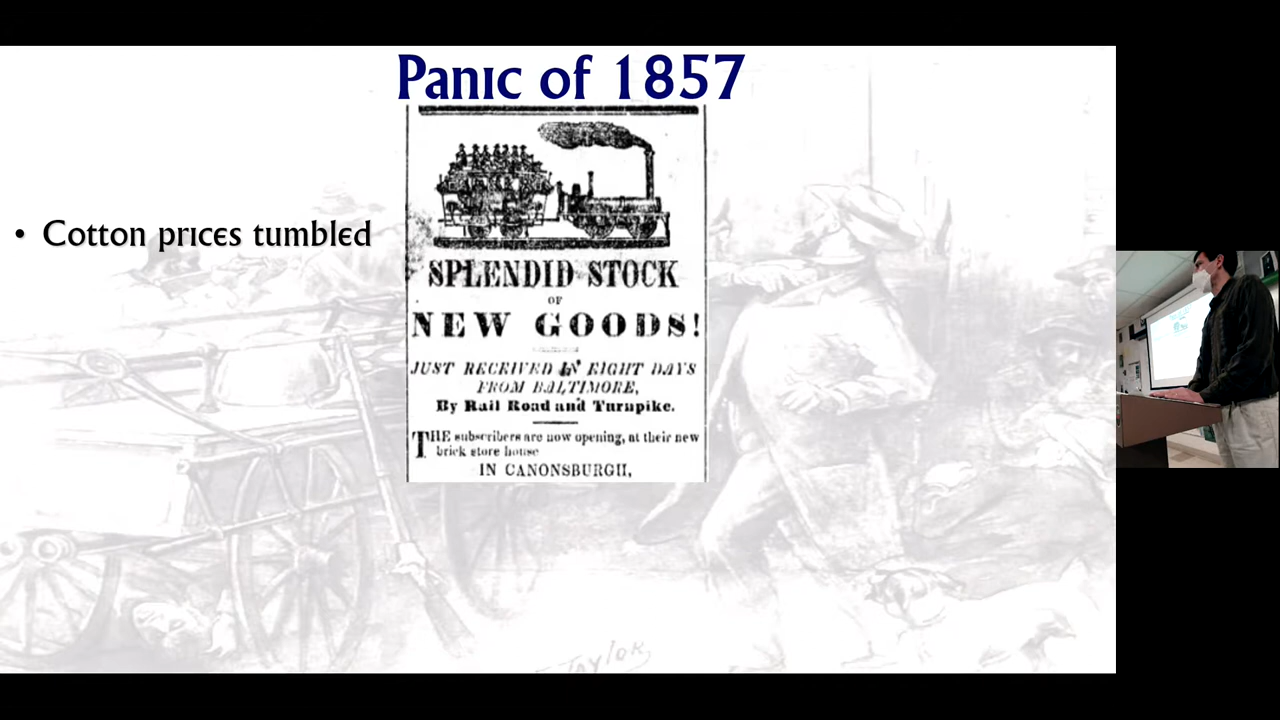 Panic of 1857
• Cotton prices tumbled
SPLENDID STOCK
OF
NEW GOODS!
JUST RECEIVED IN EIGHT DAYS
FROM BALTIMORE,
By Rail Road and Turnpike.
THE subscribers are now opening, at their new
brick store house
IN CANONSBURGH,
Taylor